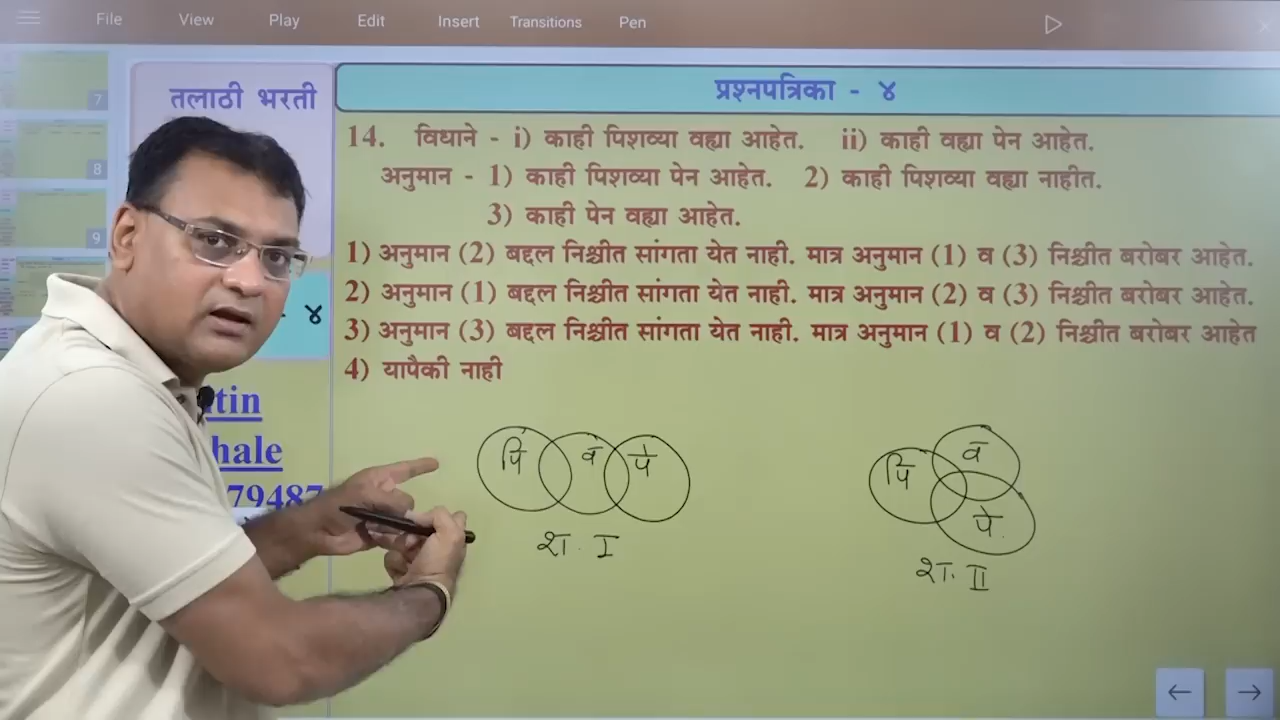 File View Play Edit Insert Transitions Pen
7
8
9
तलाठी भरती
प्रश्नपत्रिका - ४
14. विधाने - i) काही पिशव्या वह्या आहेत. ii) काही वह्या पेन आहेत.
अनुमान - 1) काही पिशव्या पेन आहेत. 2) काही पिशव्या वह्या नाहीत.
3) काही पेन वह्या आहेत.
1) अनुमान (2) बद्दल निश्चीत सांगता येत नाही. मात्र अनुमान (1) व (3) निश्चीत बरोबर आहेत.
2) अनुमान (1) बद्दल निश्चीत सांगता येत नाही. मात्र अनुमान (2) व (3) निश्चीत बरोबर आहेत.
3) अनुमान (3) बद्दल निश्चीत सांगता येत नाही. मात्र अनुमान (1) व (2) निश्चीत बरोबर आहेत
4) यापैकी नाही
- ४
tin
hale
79487
पिं वं पे
श. I
पिं वं पे.
श. II